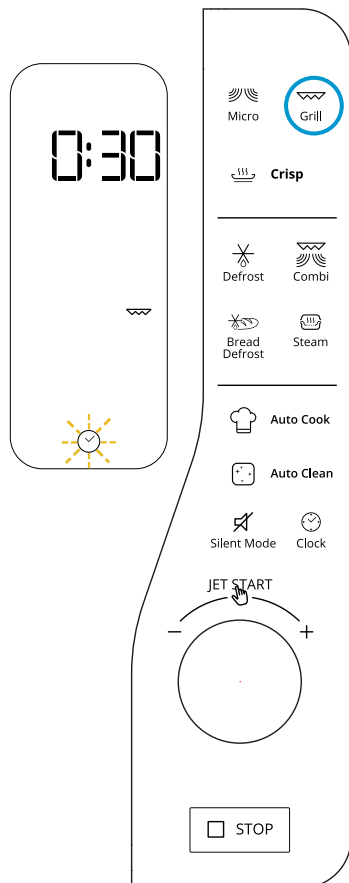 0:30
Micro Grill
Crisp
Defrost Combi
Bread Steam
Defrost
Auto Cook
Auto Clean
Silent Mode Clock
JET START
− +
STOP